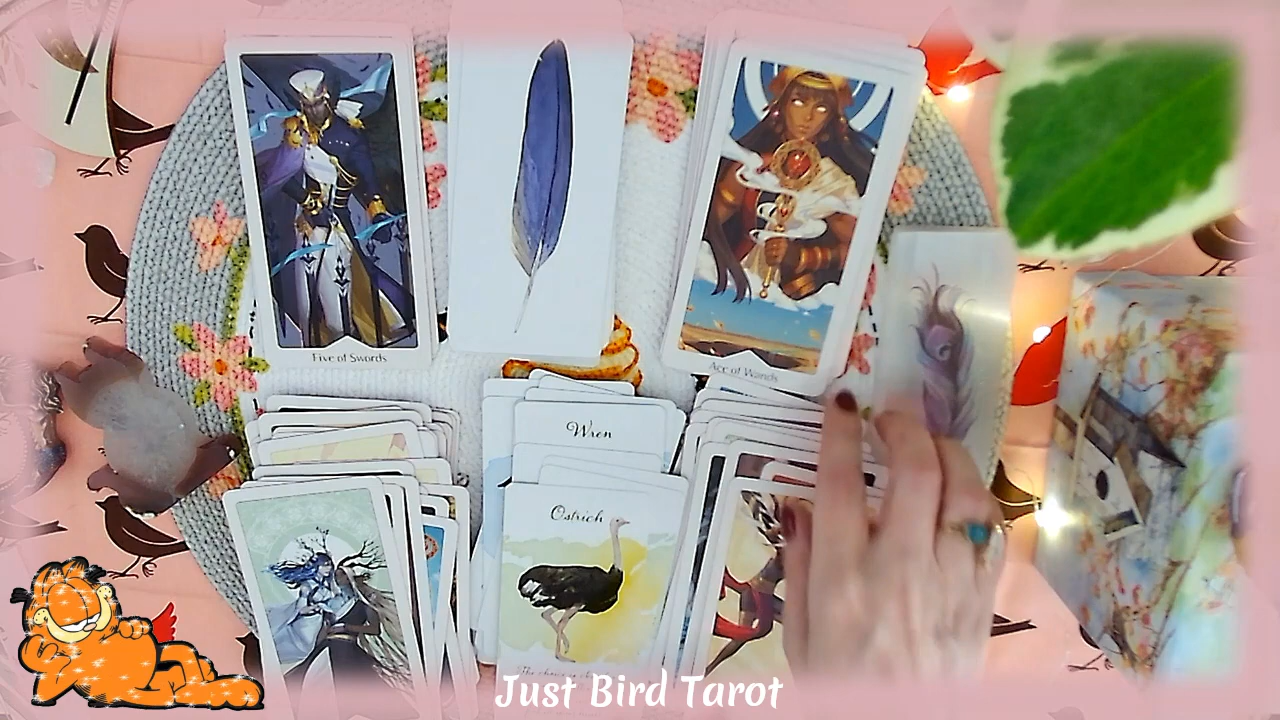 Five of Swords
Ace of Wands
Wren
Ostrich
Just Bird Tarot